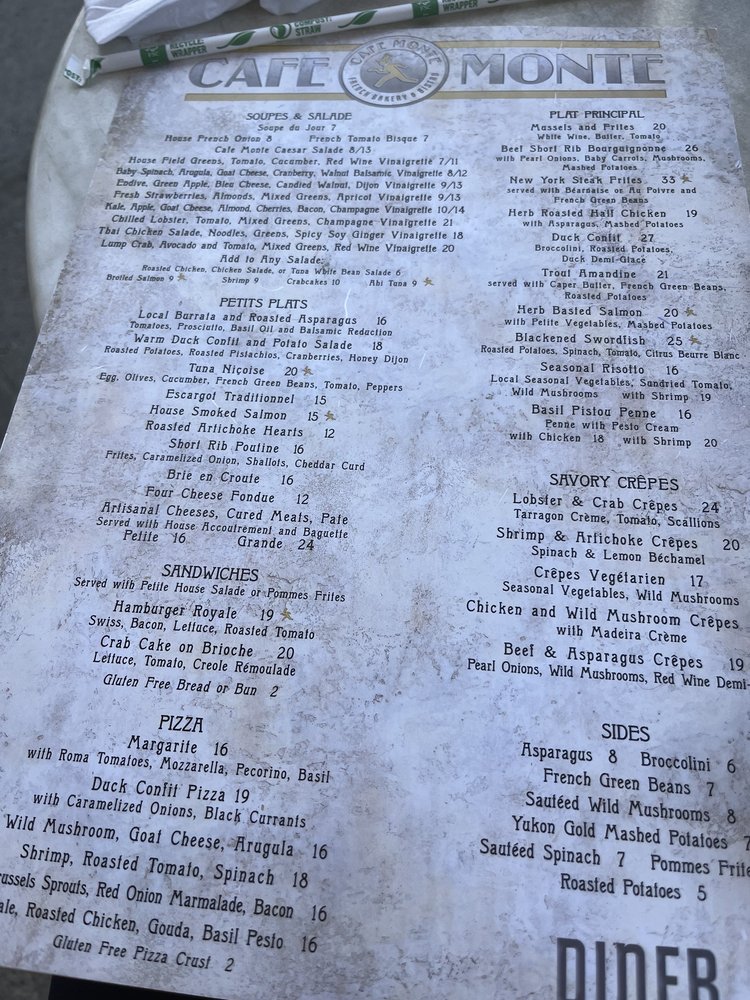 RECYCLE: WRAPPER
COMPOST: STRAW
WRAPPER
CAFE MONTE
CAFE MONTE
FRENCH BAKERY & BISTRO
SOUPES & SALADE
Soupe du Jour 7
House French Onion 8 French Tomato Bisque 7
Cafe Monte Caesar Salade 8/13
House Field Greens, Tomato, Cucumber, Red Wine Vinaigrette 7/11
Baby Spinach, Arugula, Goat Cheese, Cranberry, Walnut Balsamic Vinaigrette 8/12
Endive, Green Apple, Bleu Cheese, Candied Walnut, Dijon Vinaigrette 9/13
Fresh Strawberries, Almonds, Mixed Greens, Apricot Vinaigrette 9/13
Kale, Apple, Goat Cheese, Almond, Cherries, Bacon, Champagne Vinaigrette 10/14
Chilled Lobster, Tomato, Mixed Greens, Champagne Vinaigrette 21
Thai Chicken Salade, Noodles, Greens, Spicy Soy Ginger Vinaigrette 18
Lump Crab, Avocado and Tomato, Mixed Greens, Red Wine Vinaigrette 20
Add to Any Salade:
Roasted Chicken, Chicken Salade, or Tuna White Bean Salade 6
Broiled Salmon 9 Shrimp 9 Crabcakes 10 Ahi Tuna 9
PETITS PLATS
Local Burrata and Roasted Asparagus 16
Tomatoes, Prosciutto, Basil Oil and Balsamic Reduction
Warm Duck Confit and Potato Salade 18
Roasted Potatoes, Roasted Pistachios, Cranberries, Honey Dijon
Tuna Niçoise 20
Egg, Olives, Cucumber, French Green Beans, Tomato, Peppers
Escargot Traditionnel 15
House Smoked Salmon 15
Roasted Artichoke Hearts 12
Short Rib Poutine 16
Frites, Caramelized Onion, Shallots, Cheddar Curd
Brie en Croute 16
Four Cheese Fondue 12
Artisanal Cheeses, Cured Meats, Pate
Served with House Accoutrement and Baguette
Petite 16 Grande 24
SANDWICHES
Served with Petite House Salade or Pommes Frites
Hamburger Royale 19
Swiss, Bacon, Lettuce, Roasted Tomato
Crab Cake on Brioche 20
Lettuce, Tomato, Creole Rémoulade
Gluten Free Bread or Bun 2
PIZZA
Margarite 16
with Roma Tomatoes, Mozzarella, Pecorino, Basil
Duck Confit Pizza 19
with Caramelized Onions, Black Currants
Wild Mushroom, Goat Cheese, Arugula 16
Shrimp, Roasted Tomato, Spinach 18
russels Sprouts, Red Onion Marmalade, Bacon 16
ale, Roasted Chicken, Gouda, Basil Pesto 16
Gluten Free Pizza Crust 2
PLAT PRINCIPAL
Mussels and Frites 20
White Wine, Butter, Tomato
Beef Short Rib Bourguignonne 26
with Pearl Onions, Baby Carrots, Mushrooms,
Mashed Potatoes
New York Steak Frites 33
served with Béarnaise or Au Poivre and
French Green Beans
Herb Roasted Half Chicken 19
with Asparagus, Mashed Potatoes
Duck Confit 27
Broccolini, Roasted Potatoes,
Duck Demi-Glacé
Trout Amandine 21
served with Caper Butter, French Green Beans,
Roasted Potatoes
Herb Basted Salmon 20
with Petite Vegetables, Mashed Potatoes
Blackened Swordfish 25
Roasted Potatoes, Spinach, Tomato, Citrus Beurre Blanc
Seasonal Risotto 16
Local Seasonal Vegetables, Sundried Tomato,
Wild Mushrooms with Shrimp 19
Basil Pistou Penne 16
Penne with Pesto Cream
with Chicken 18 with Shrimp 20
SAVORY CRÊPES
Lobster & Crab Crêpes 24
Tarragon Crème, Tomato, Scallions
Shrimp & Artichoke Crêpes 20
Spinach & Lemon Béchamel
Crêpes Végétarien 17
Seasonal Vegetables, Wild Mushrooms
Chicken and Wild Mushroom Crêpes
with Madeira Crème
Beef & Asparagus Crêpes 19
Pearl Onions, Wild Mushrooms, Red Wine Demi-
SIDES
Asparagus 8 Broccolini 6
French Green Beans 7
Sautéed Wild Mushrooms 8
Yukon Gold Mashed Potatoes 7
Sautéed Spinach 7 Pommes Frite
Roasted Potatoes 5
DINER